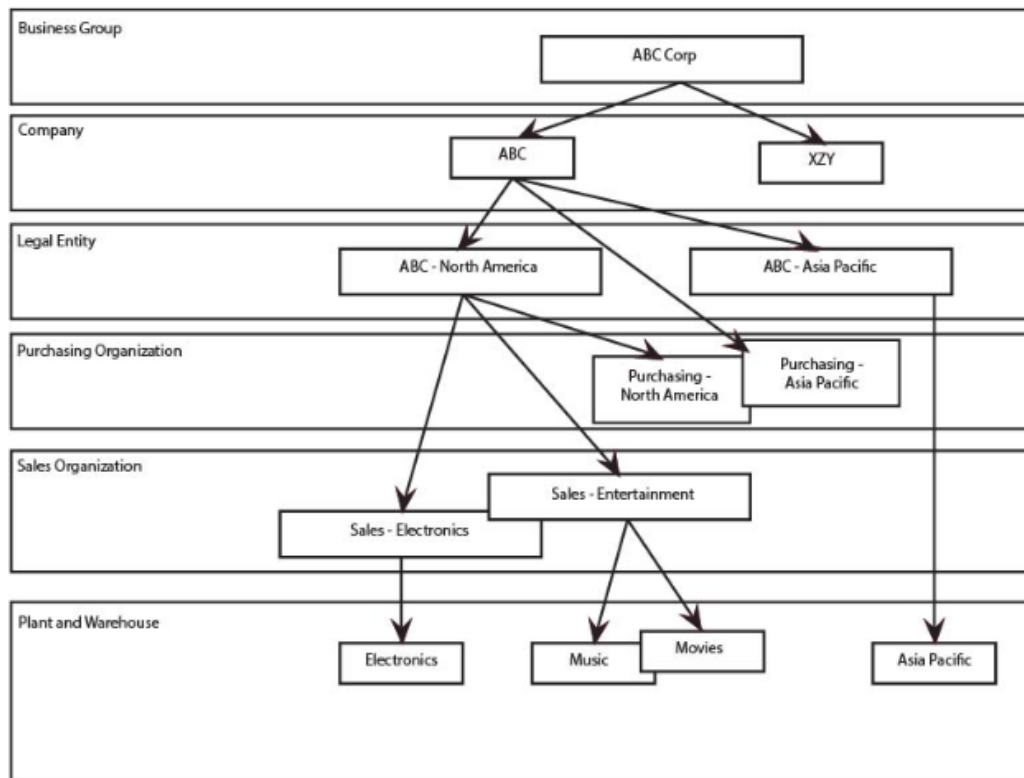 Business Group
ABC Corp
Company
ABC
XZY
Legal Entity
ABC - North America
ABC - Asia Pacific
Purchasing Organization
Purchasing -
North America
Purchasing -
Asia Pacific
Sales Organization
Sales - Entertainment
Sales - Electronics
Plant and Warehouse
Electronics
Music
Movies
Asia Pacific